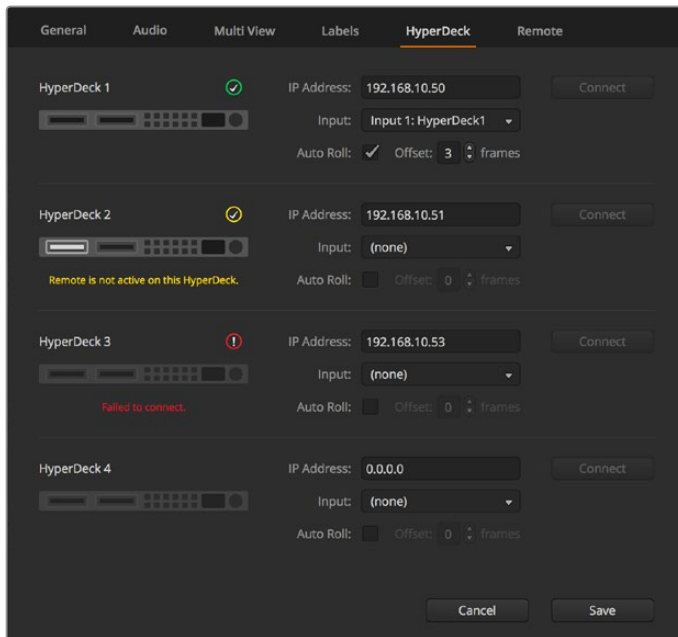 General Audio Multi View Labels HyperDeck Remote
HyperDeck 1 IP Address: 192.168.10.50 Connect
Input: Input 1: HyperDeck1
Auto Roll: Offset: 3 frames
HyperDeck 2 IP Address: 192.168.10.51 Connect
Input: (none)
Remote is not active on this HyperDeck. Auto Roll: Offset: 0 frames
HyperDeck 3 IP Address: 192.168.10.53 Connect
Input: (none)
Failed to connect. Auto Roll: Offset: 0 frames
HyperDeck 4 IP Address: 0.0.0.0 Connect
Input: (none)
Auto Roll: Offset: 0 frames
Cancel Save